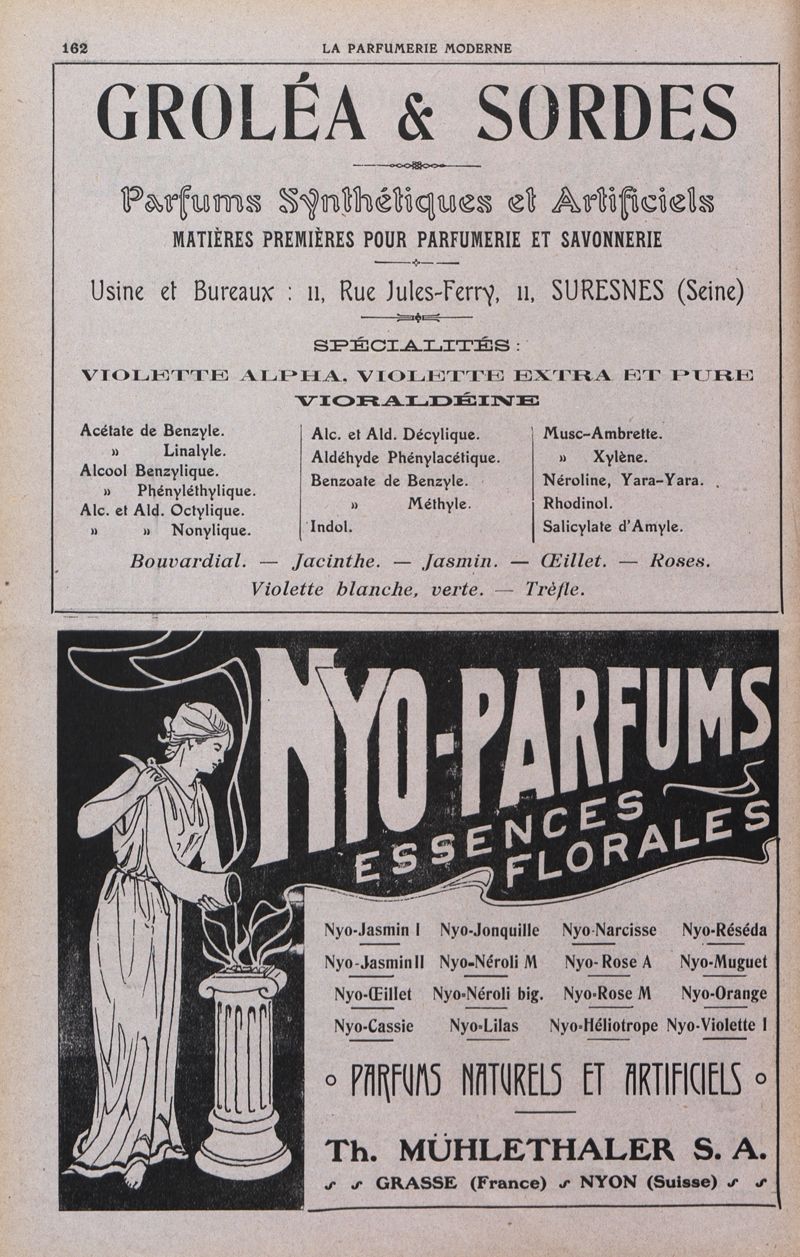 162
LA PARFUMERIE MODERNE
GROLÉA & SORDES
Parfums Synthétiques et Artificiels
MATIÈRES PREMIÈRES POUR PARFUMERIE ET SAVONNERIE
Usine et Bureaux : 11, Rue Jules-Ferry, 11, SURESNES (Seine)
SPÉCIALITÉS :
VIOLETTE ALPHA. VIOLETTE EXTRA ET PURE
VIORALDÉINE
Acétate de Benzyle.
» Linalyle.
Alcool Benzylique.
» Phényléthylique.
Alc. et Ald. Octylique.
» » Nonylique.
Alc. et Ald. Décylique.
Aldéhyde Phénylacétique.
Benzoate de Benzyle.
» Méthyle.
Indol.
Musc-Ambrette.
» Xylène.
Néroline, Yara-Yara.
Rhodinol.
Salicylate d'Amyle.
Bouvardial. — Jacinthe. — Jasmin. — Œillet. — Roses.
Violette blanche, verte. — Trèfle.
NYO-PARFUMS
ESSENCES
FLORALES
Nyo-Jasmin I Nyo-Jonquille Nyo-Narcisse Nyo-Réséda
Nyo-Jasmin II Nyo-Néroli M Nyo-Rose A Nyo-Muguet
Nyo-Œillet Nyo-Néroli big. Nyo-Rose M Nyo-Orange
Nyo-Cassie Nyo-Lilas Nyo-Héliotrope Nyo-Violette I
PARFUMS NATURELS ET ARTIFICIELS
Th. MÜHLETHALER S. A.
GRASSE (France) NYON (Suisse)